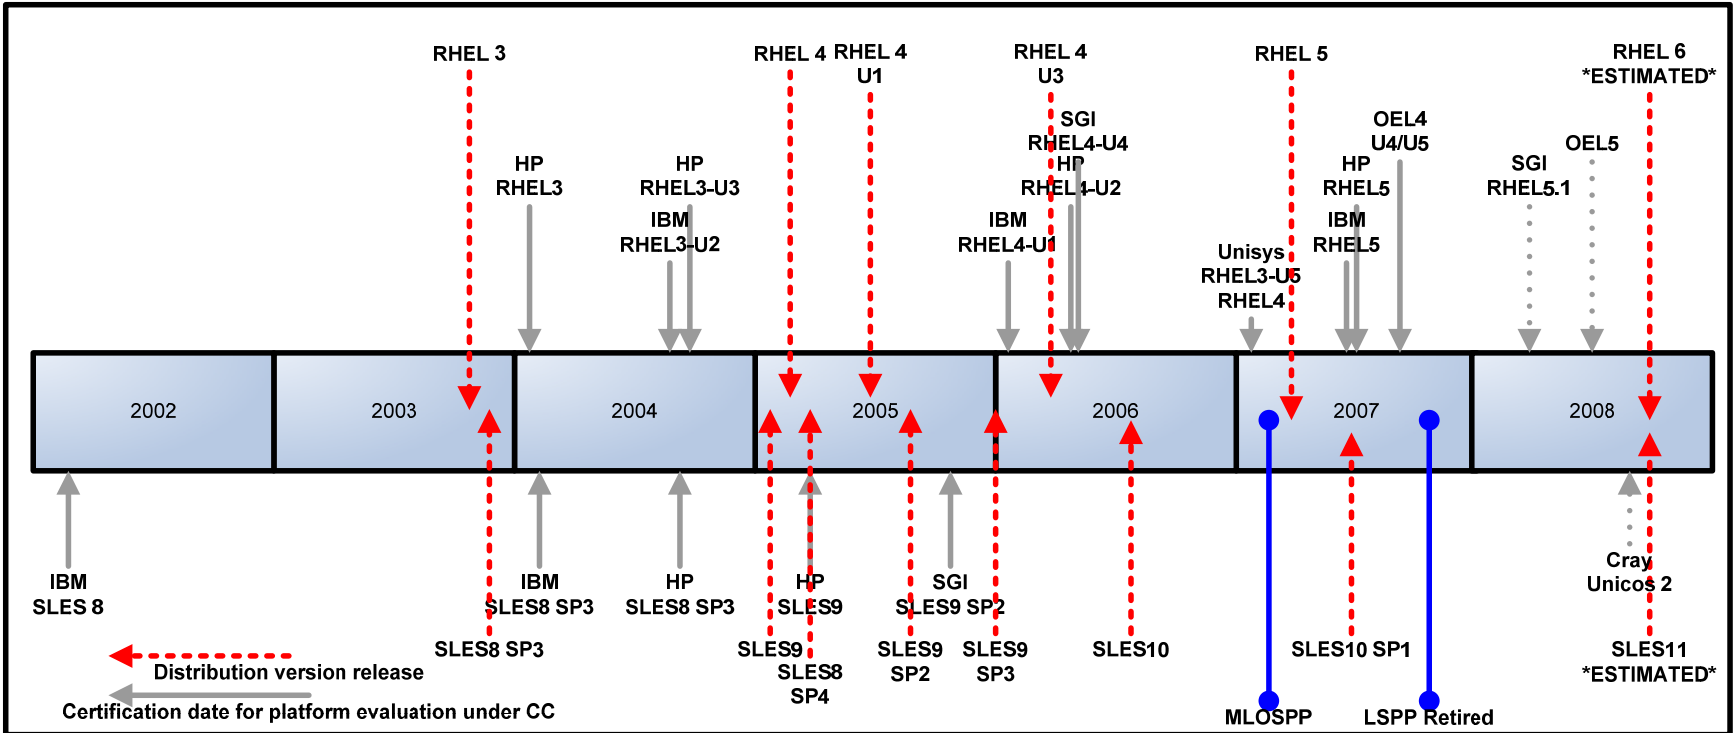 RHEL 3
RHEL 4
RHEL 4
U1
RHEL 4
U3
RHEL 5
RHEL 6
*ESTIMATED*
SGI
RHEL4-U4
OEL4
U4/U5
OEL5
HP
RHEL3
HP
RHEL3-U3
HP
RHEL4-U2
HP
RHEL5
SGI
RHEL5.1
IBM
RHEL3-U2
IBM
RHEL4-U1
IBM
RHEL5
Unisys
RHEL3-U5
RHEL4
2002
2003
2004
2005
2006
2007
2008
IBM
SLES 8
IBM
SLES8 SP3
HP
SLES8 SP3
HP
SLES9
SGI
SLES9 SP2
Cray
Unicos 2
SLES8 SP3
SLES9
SLES8
SP4
SLES9
SP2
SLES9
SP3
SLES10
SLES10 SP1
SLES11
*ESTIMATED*
Distribution version release
Certification date for platform evaluation under CC
MLOSPP
LSPP Retired